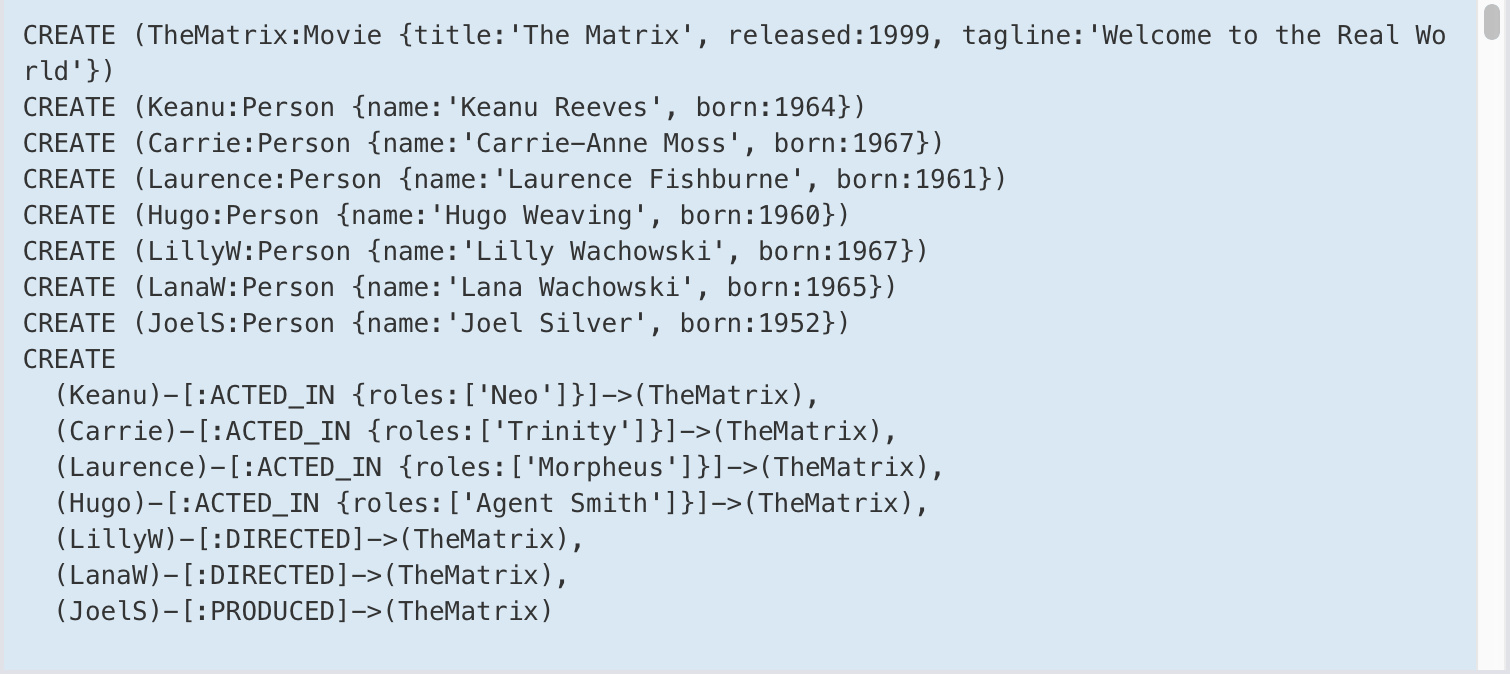 CREATE (TheMatrix:Movie {title:'The Matrix', released:1999, tagline:'Welcome to the Real Wo
rld'})
CREATE (Keanu:Person {name:'Keanu Reeves', born:1964})
CREATE (Carrie:Person {name:'Carrie-Anne Moss', born:1967})
CREATE (Laurence:Person {name:'Laurence Fishburne', born:1961})
CREATE (Hugo:Person {name:'Hugo Weaving', born:1960})
CREATE (LillyW:Person {name:'Lilly Wachowski', born:1967})
CREATE (LanaW:Person {name:'Lana Wachowski', born:1965})
CREATE (JoelS:Person {name:'Joel Silver', born:1952})
CREATE
  (Keanu)-[:ACTED_IN {roles:['Neo']}]->(TheMatrix),
  (Carrie)-[:ACTED_IN {roles:['Trinity']}]->(TheMatrix),
  (Laurence)-[:ACTED_IN {roles:['Morpheus']}]->(TheMatrix),
  (Hugo)-[:ACTED_IN {roles:['Agent Smith']}]->(TheMatrix),
  (LillyW)-[:DIRECTED]->(TheMatrix),
  (LanaW)-[:DIRECTED]->(TheMatrix),
  (JoelS)-[:PRODUCED]->(TheMatrix)